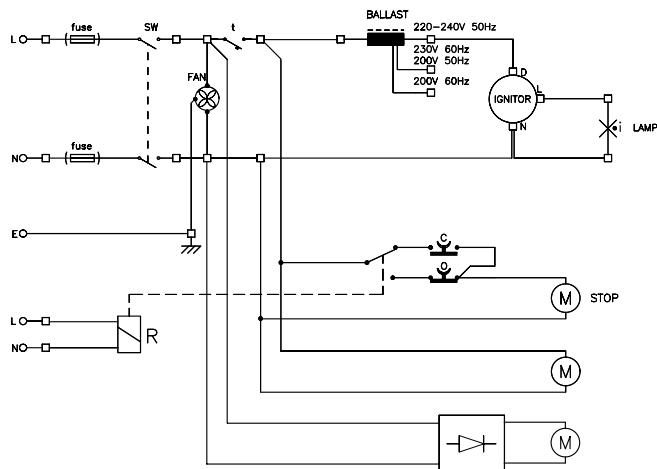 BALLAST
L
fuse
SW
t
220-240V 50Hz
230V 60Hz
200V 50Hz
200V 60Hz
FAN
D
L
IGNITOR
N
i
LAMP
N
fuse
E
C
O
M
STOP
L
R
N
M
M